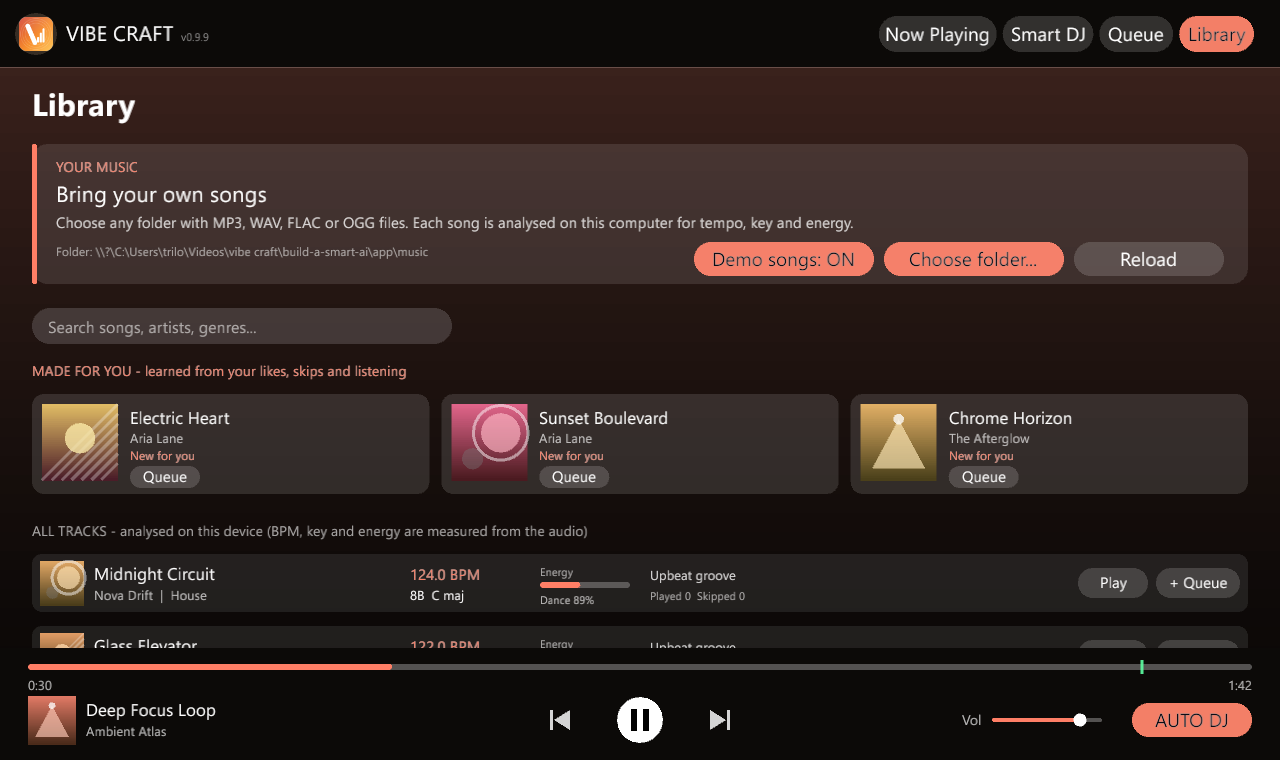 VIBE CRAFT v0.9.9
Now Playing
Smart DJ
Queue
Library
Library
YOUR MUSIC
Bring your own songs
Choose any folder with MP3, WAV, FLAC or OGG files. Each song is analysed on this computer for tempo, key and energy.
Folder: \\?\C:\Users\trilo\Videos\vibe craft\build-a-smart-ai\app\music
Demo songs: ON
Choose folder...
Reload
Search songs, artists, genres...
MADE FOR YOU - learned from your likes, skips and listening
Electric Heart
Aria Lane
New for you
Queue
Sunset Boulevard
Aria Lane
New for you
Queue
Chrome Horizon
The Afterglow
New for you
Queue
ALL TRACKS - analysed on this device (BPM, key and energy are measured from the audio)
Midnight Circuit
Nova Drift | House
124.0 BPM
8B C maj
Energy
Dance 89%
Upbeat groove
Played 0 Skipped 0
Play
+ Queue
Glass Elevator
122.0 BPM
Energy
Upbeat groove
0:30
1:42
Deep Focus Loop
Ambient Atlas
Vol
AUTO DJ